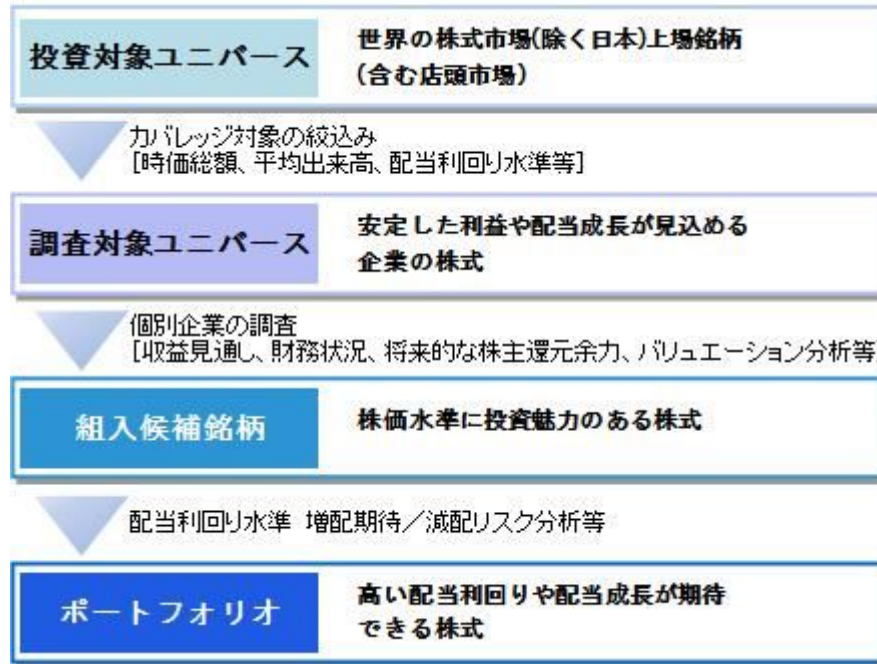 投資対象ユニバース
世界の株式市場(除く日本)上場銘柄
(含む店頭市場)
カバレッジ対象の絞込み
[時価総額、平均出来高、配当利回り水準等]
調査対象ユニバース
安定した利益や配当成長が見込める
企業の株式
個別企業の調査
[収益見通し、財務状況、将来的な株主還元余力、バリュエーション分析等
組入候補銘柄
株価水準に投資魅力のある株式
配当利回り水準 増配期待／減配リスク分析等
ポートフォリオ
高い配当利回りや配当成長が期待
できる株式